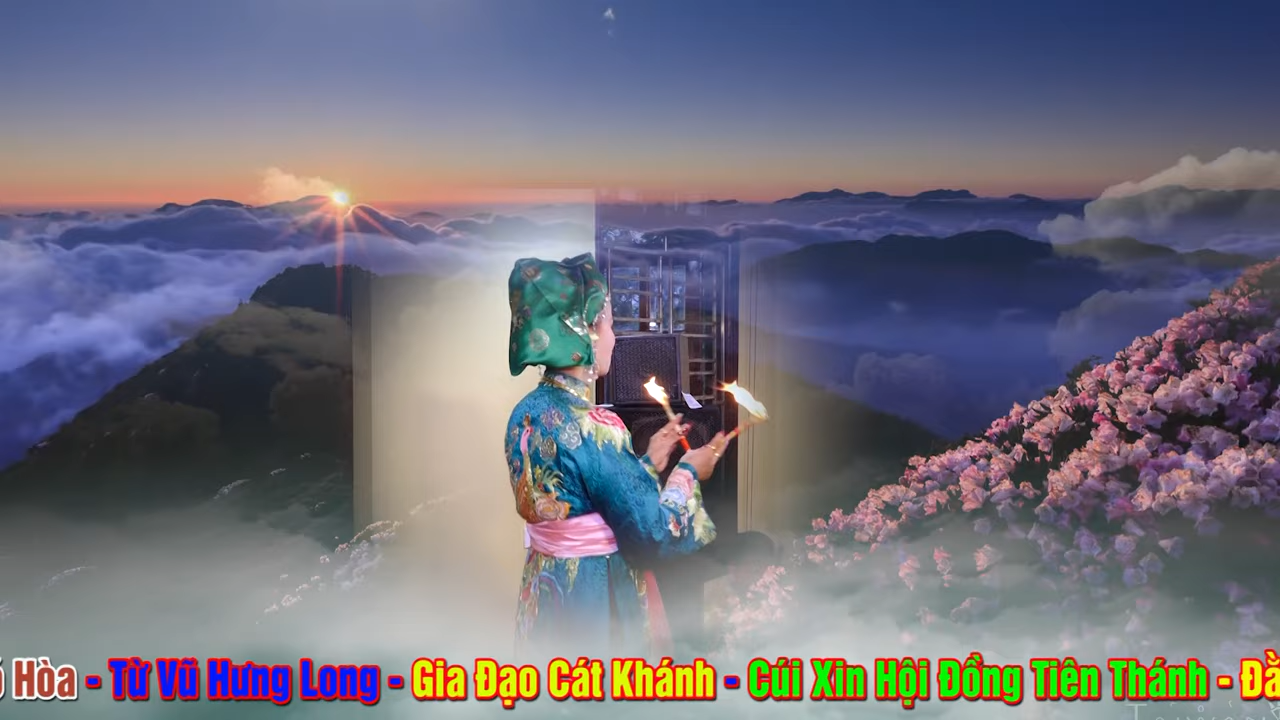 Hòa - Từ Vũ Hưng Long - Gia Đạo Cát Khánh - Cúi Xin Hội Đồng Tiên Thánh -